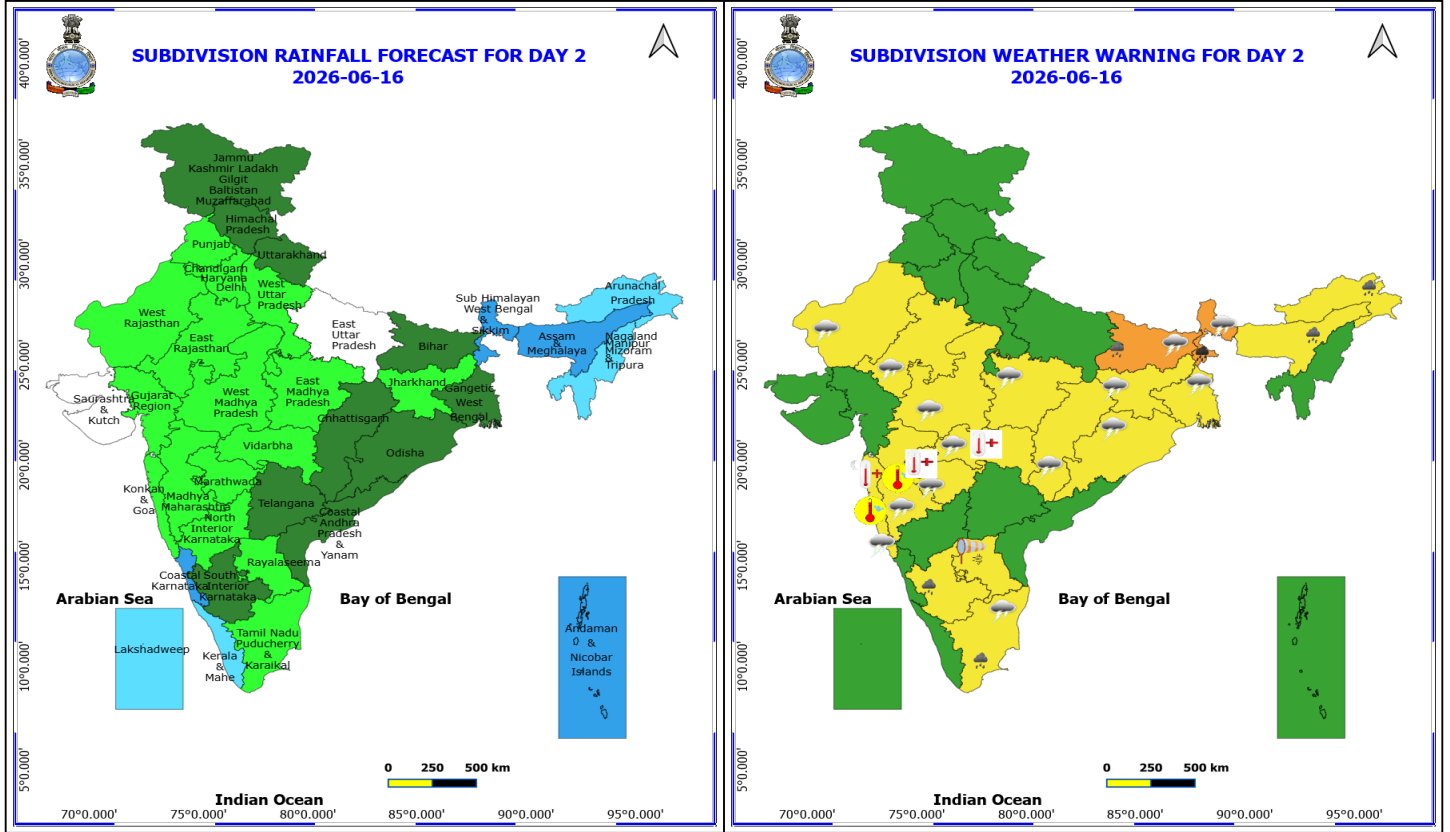 SUBDIVISION RAINFALL FORECAST FOR DAY 2
2026-06-16
40°0.000'
35°0.000'
30°0.000'
25°0.000'
20°0.000'
15°0.000'
10°0.000'
5°0.000'
Jammu
Kashmir Ladakh
Gilgit
Baltistan
Muzaffarabad
Himachal
Pradesh
Punjab
Uttarakhand
Chandigarh
Haryana
Delhi
West
Uttar
Pradesh
West
Rajasthan
East
Rajasthan
East
Uttar
Pradesh
Sub Himalayan
West Bengal
&
Sikkim
Arunachal
Pradesh
Assam
&
Meghalaya
Nagaland
Manipur
Mizoram
&
Tripura
Bihar
Jharkhand
Gangetic
West
Bengal
Saurashtra
&
Kutch
Gujarat
Region
West
Madhya
Pradesh
East
Madhya
Pradesh
Chhattisgarh
Odisha
Vidarbha
Konkan
&
Goa
Madhya
Maharashtra
Marathwada
Telangana
North
Interior
Karnataka
Coastal
Andhra
Pradesh
&
Yanam
Rayalaseema
Coastal
Karnataka
South
Interior
Karnataka
Tamil Nadu
Puducherry
&
Karaikal
Kerala
&
Mahe
Lakshadweep
Andaman
&
Nicobar
Islands
Arabian Sea
Bay of Bengal
Indian Ocean
0 250 500 km
70°0.000' 75°0.000' 80°0.000' 85°0.000' 90°0.000' 95°0.000'
SUBDIVISION WEATHER WARNING FOR DAY 2
2026-06-16
40°0.000'
35°0.000'
30°0.000'
25°0.000'
20°0.000'
15°0.000'
10°0.000'
5°0.000'
Arabian Sea
Bay of Bengal
Indian Ocean
0 250 500 km
70°0.000' 75°0.000' 80°0.000' 85°0.000' 90°0.000' 95°0.000'